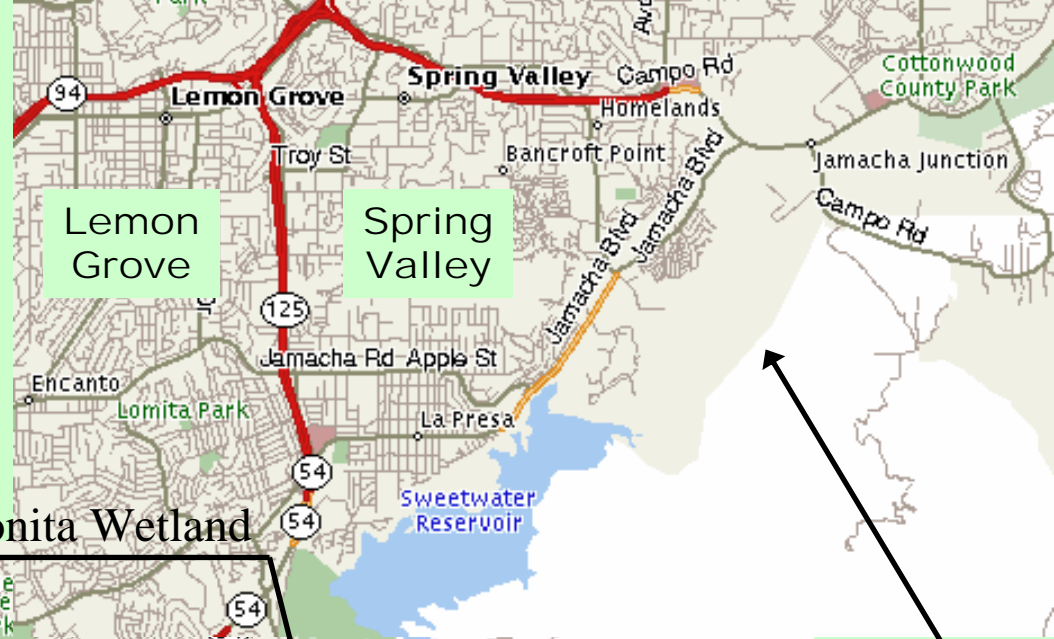 Campo Rd
Cottonwood
County Park
Spring Valley
94
Lemon Grove
Homelands
Troy St
Bancroft Point
Jamacha Blvd
Jamacha Junction
Lemon
Grove
Spring
Valley
Campo Rd
Jamacha Blvd
125
Jamacha Rd Apple St
Encanto
Lomita Park
La Presa
54
Sweetwater
Reservoir
54
Wetland
54